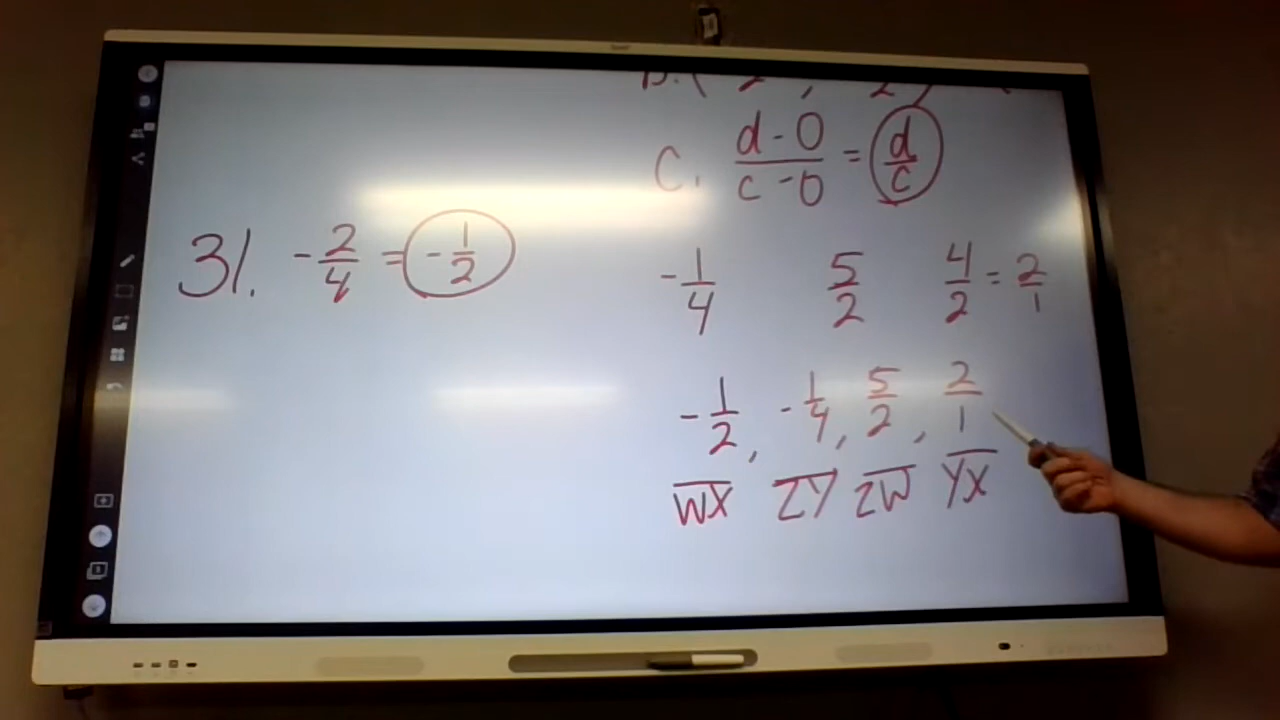 C. d-0/c-0 = d/c
31. -2/4 = -1/2
-1/4 5/2 4/2 = 2/1
-1/2, -1/4, 5/2, 2/1
WX ZY ZW YX